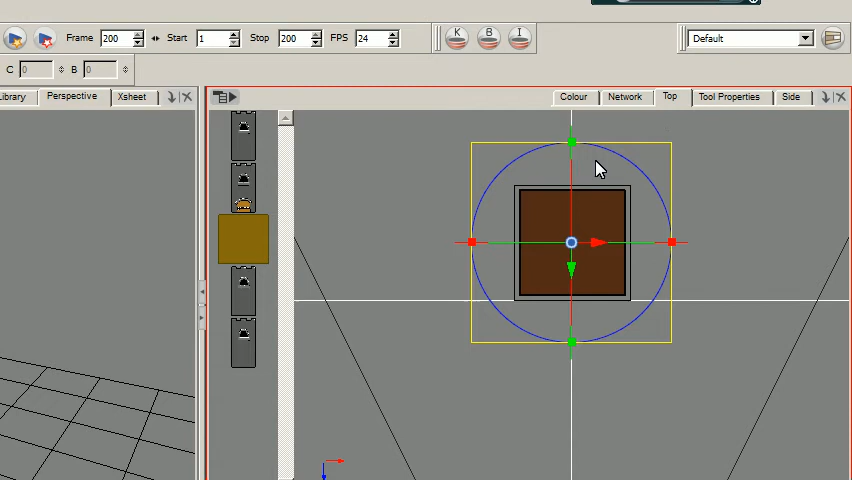 Frame 200 Start 1 Stop 200 FPS 24 K B I Default
C 0 B 0
ibrary Perspective Xsheet Colour Network Top Tool Properties Side